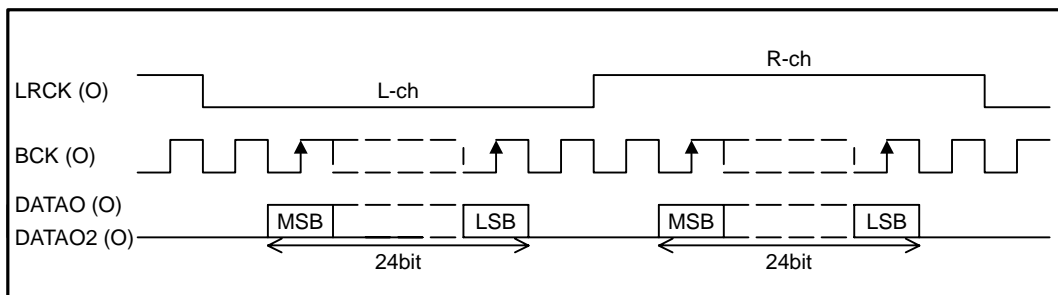 R-ch
LRCK (O)
L-ch
BCK (O)
DATAO (O)
MSB LSB MSB LSB
DATAO2 (O)
24bit 24bit